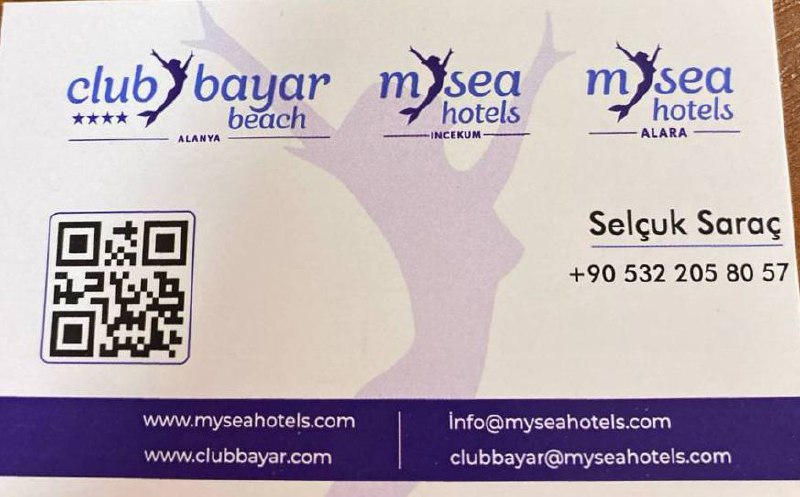 club bayar
beach
ALANYA
mysea
hotels
INCEKUM
mysea
hotels
ALARA
Selçuk Saraç
+90 532 205 80 57
www.myseahotels.com
www.clubbayar.com
İnfo@myseahotels.com
clubbayar@myseahotels.com